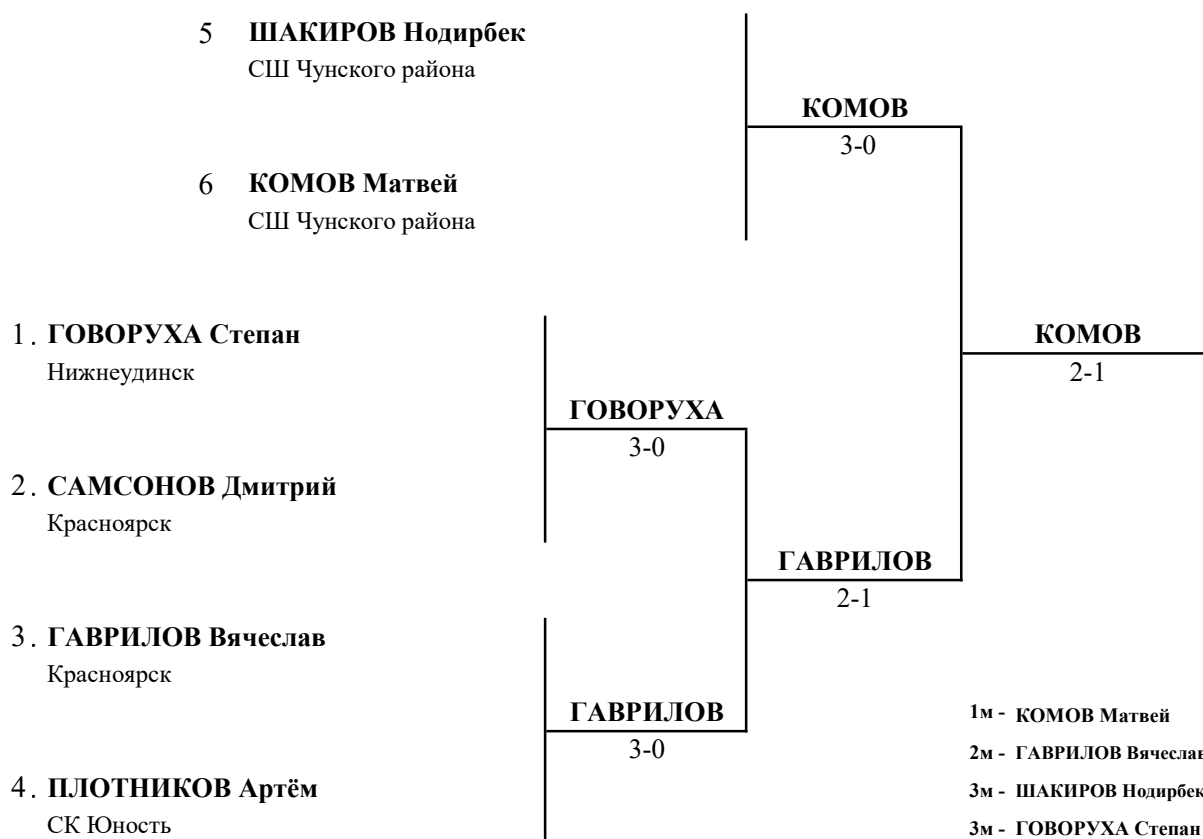 5 ШАКИРОВ Нодирбек
СШ Чунского района
КОМОВ
3-0
6 КОМОВ Матвей
СШ Чунского района
1. ГОВОРУХА Степан
Нижнеудинск
КОМОВ
2-1
ГОВОРУХА
3-0
2. САМСОНОВ Дмитрий
Красноярск
ГАВРИЛОВ
2-1
3. ГАВРИЛОВ Вячеслав
Красноярск
ГАВРИЛОВ
3-0
4. ПЛОТНИКОВ Артём
СК Юность
1м - КОМОВ Матвей
2м - ГАВРИЛОВ Вячеслав
3м - ШАКИРОВ Нодирбек
3м - ГОВОРУХА Степан